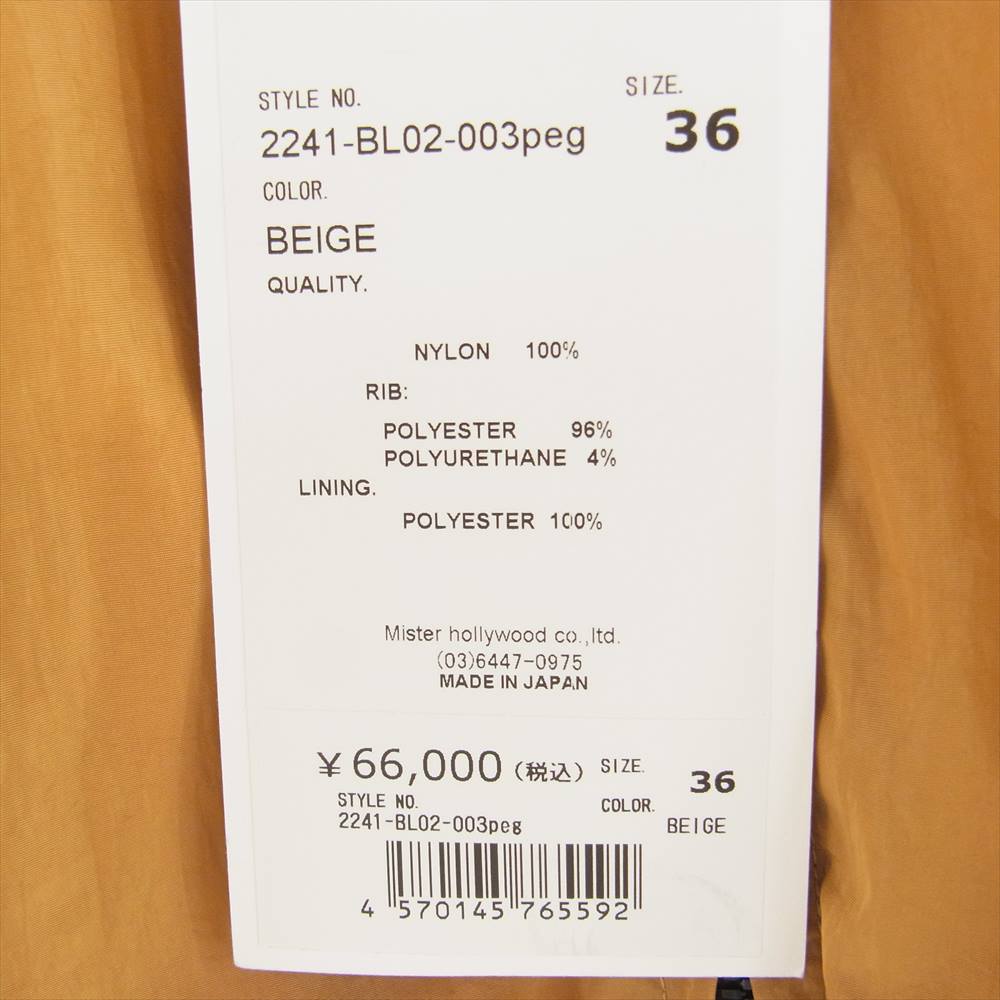 STYLE NO. SIZE.
2241-BL02-003peg 36
COLOR.
BEIGE
QUALITY.
NYLON 100%
RIB:
POLYESTER 96%
POLYURETHANE 4%
LINING.
POLYESTER 100%
Mister hollywood co.,ltd.
(03)6447-0975
MADE IN JAPAN
¥66,000(税込) SIZE. 36
STYLE NO. COLOR.
2241-BL02-003peg BEIGE
4 570145 765592